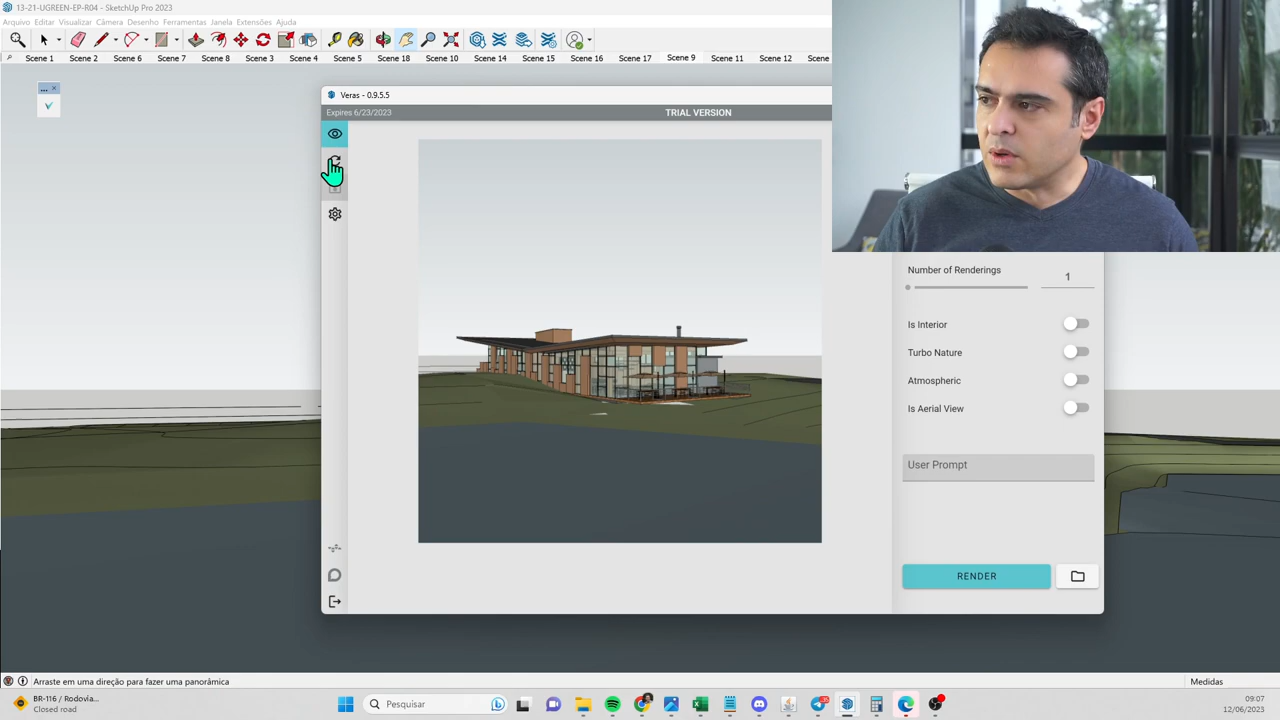 13-21-UGREEN-EP-R04 - SketchUp Pro 2023
Arquivo Editar Visualizar Câmera Desenho Ferramentas Janela Extensões Ajuda
Scene 1 Scene 2 Scene 6 Scene 7 Scene 8 Scene 3 Scene 4 Scene 5 Scene 18 Scene 10 Scene 14 Scene 15 Scene 16 Scene 17 Scene 9 Scene 11 Scene 12 Scene
...
Veras - 0.9.5.5
Expires 6/23/2023 TRIAL VERSION
Number of Renderings 1
Is Interior
Turbo Nature
Atmospheric
Is Aerial View
User Prompt
RENDER
Arraste em uma direção para fazer uma panorâmica Medidas
BR-116 / Rodovia...
Closed road
Pesquisar
09:07
12/06/2023